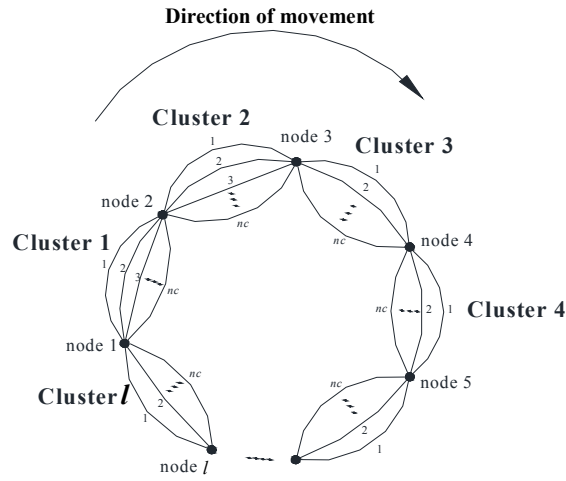 Direction of movement
Cluster 2
1
node 3
Cluster 3
2
1
3
2
node 2
nc
nc
node 4
Cluster 1
1
2
3
nc
nc
2
1
Cluster 4
node 1
nc
nc
node 5
Cluster l
2
1
2
1
node l